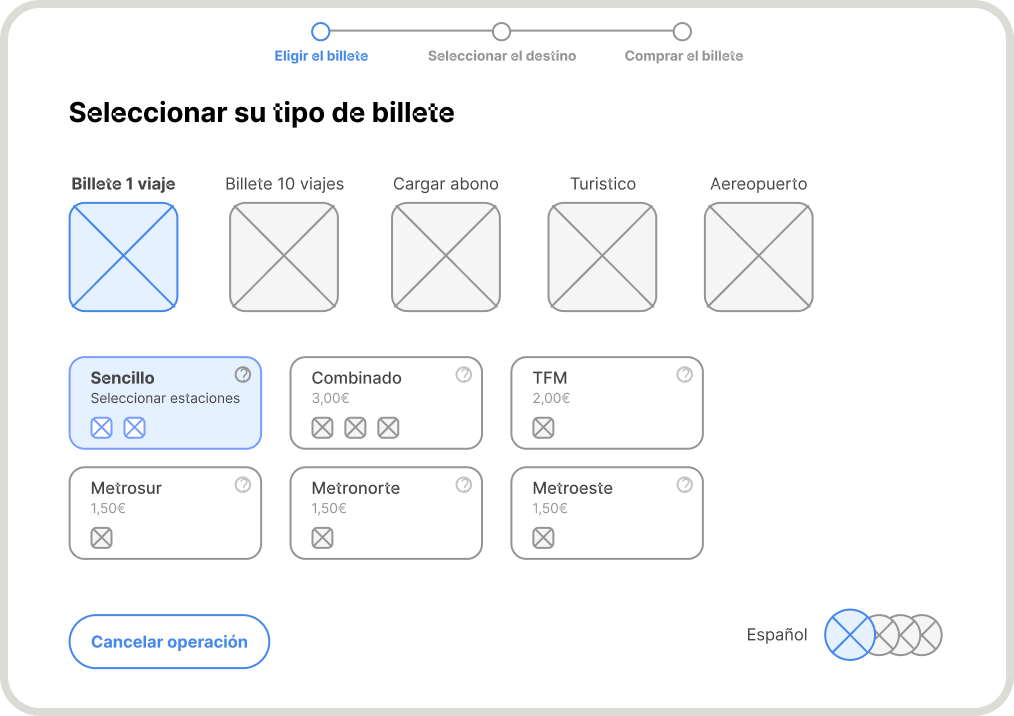 Eligir el billete
Seleccionar el destino
Comprar el billete
Seleccionar su tipo de billete
Billete 1 viaje
Billete 10 viajes
Cargar abono
Turistico
Aereopuerto
Sencillo
?
Seleccionar estaciones
Combinado
?
3,00€
TFM
?
2,00€
Metrosur
?
1,50€
Metronorte
?
1,50€
Metroeste
?
1,50€
Cancelar operación
Español